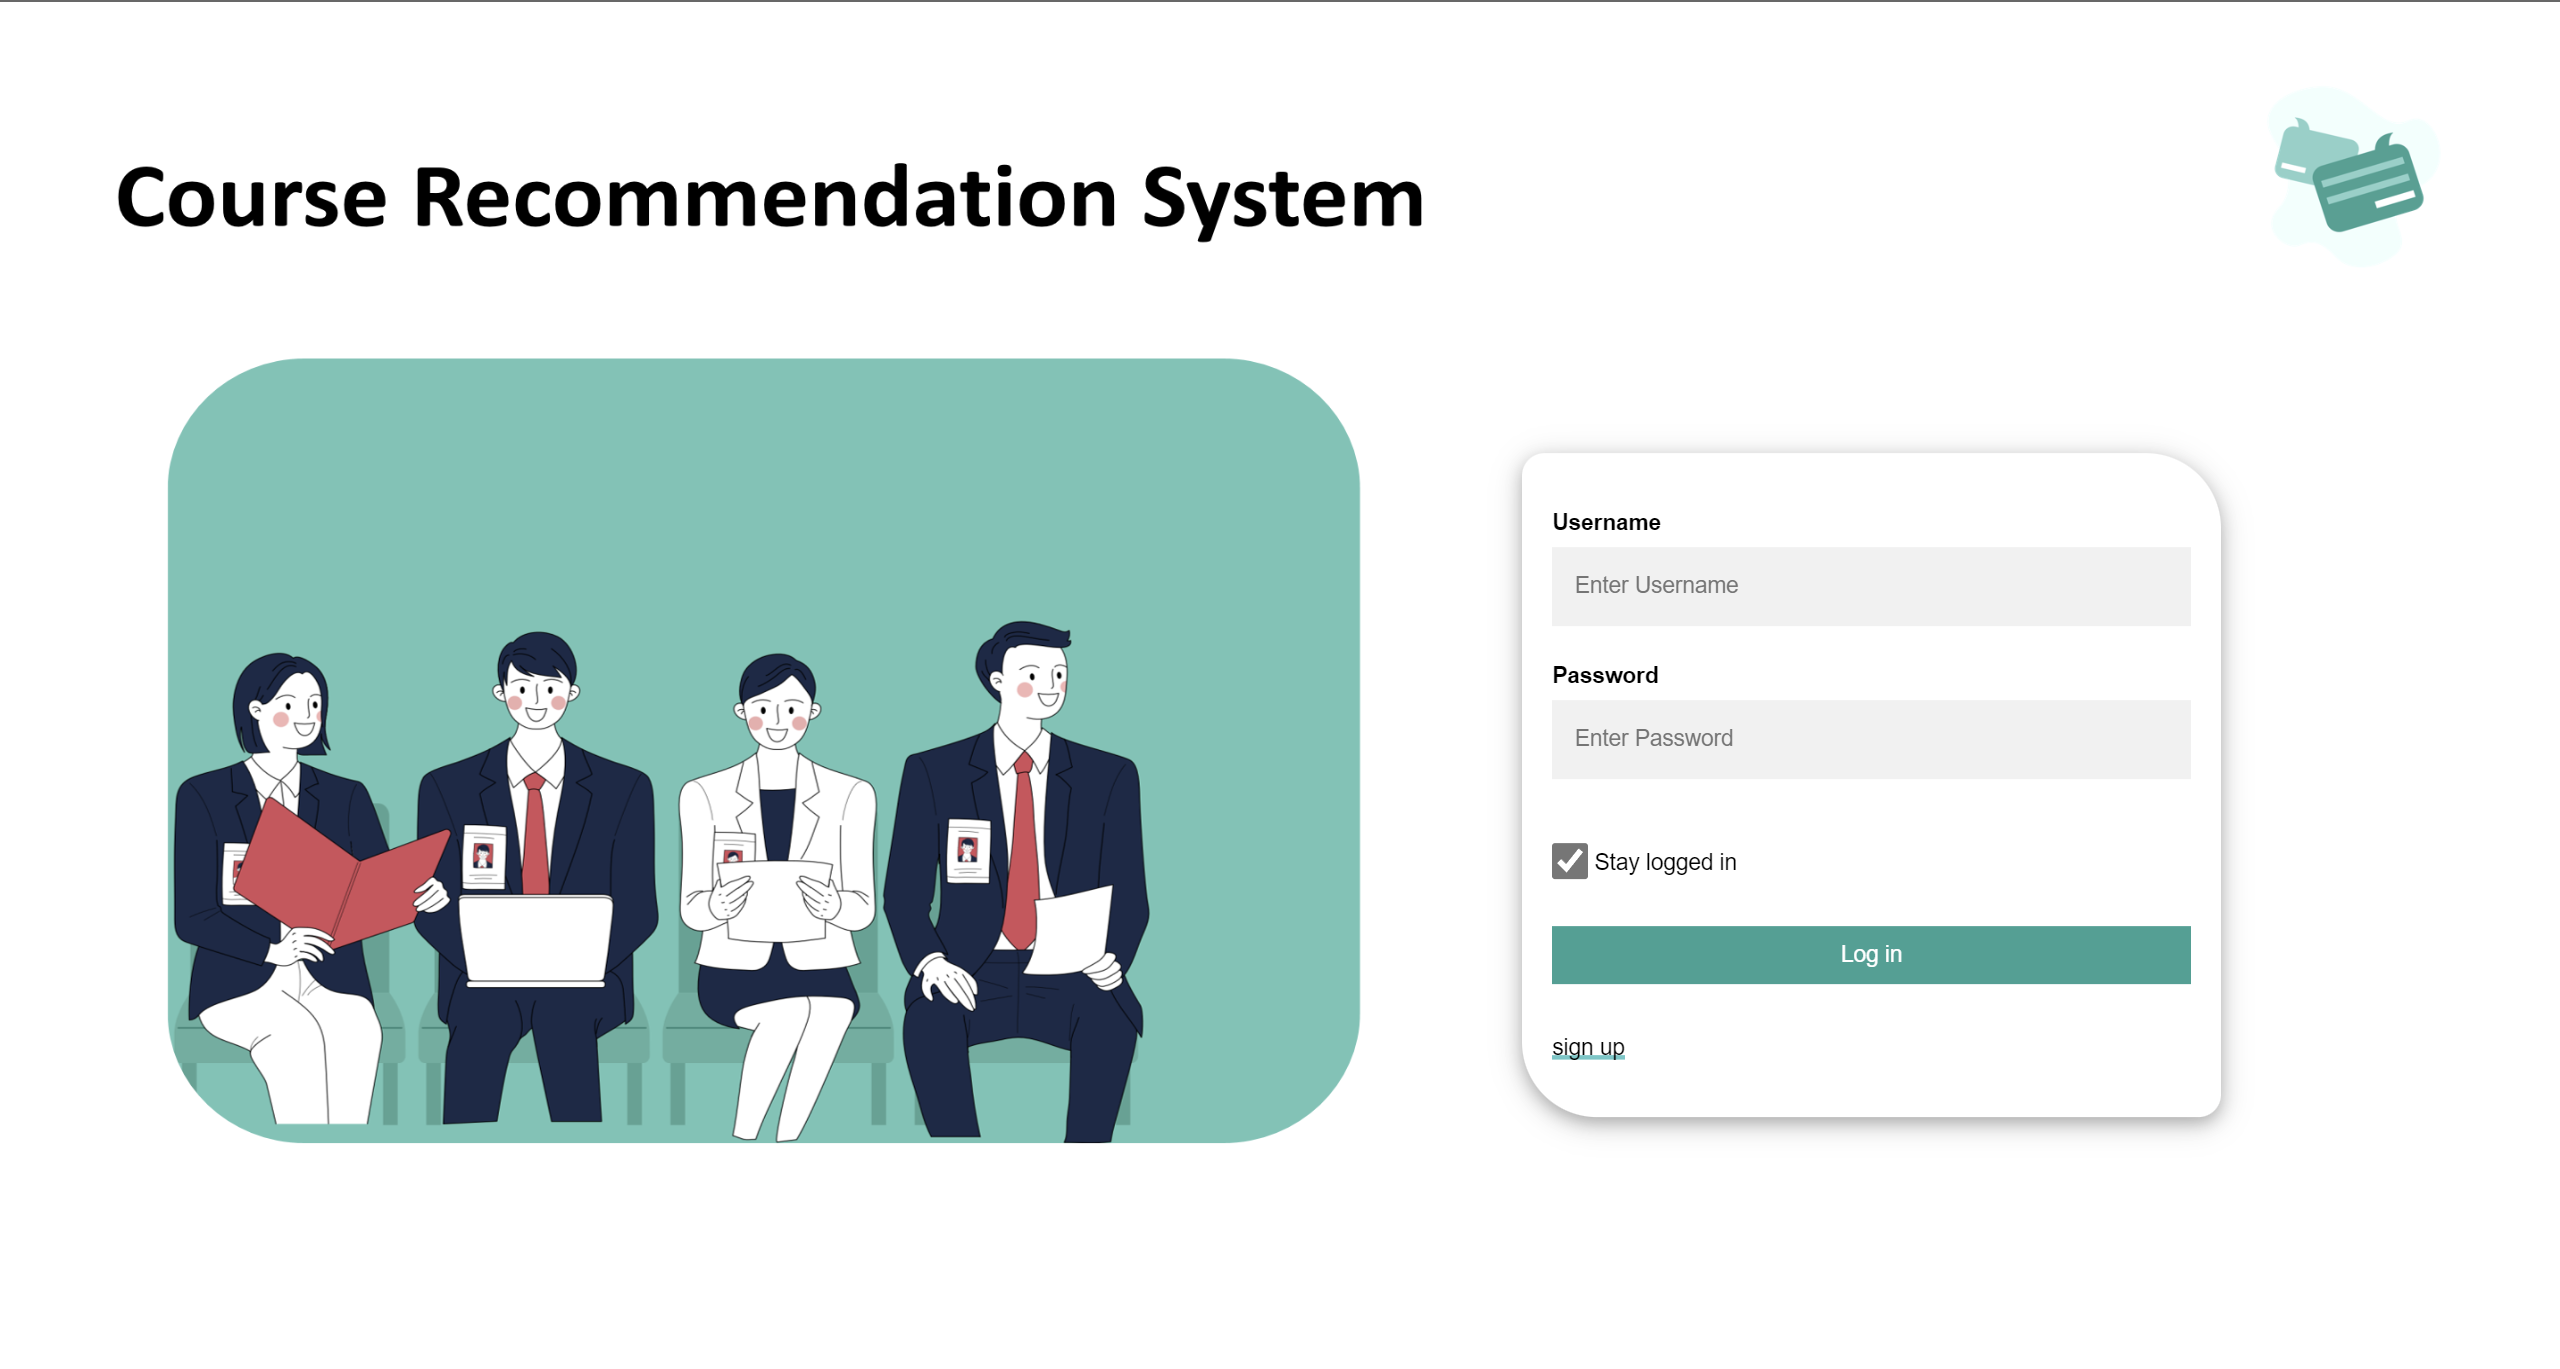 Course Recommendation System
Username
Enter Username
Password
Enter Password
Stay logged in
Log in
sign up